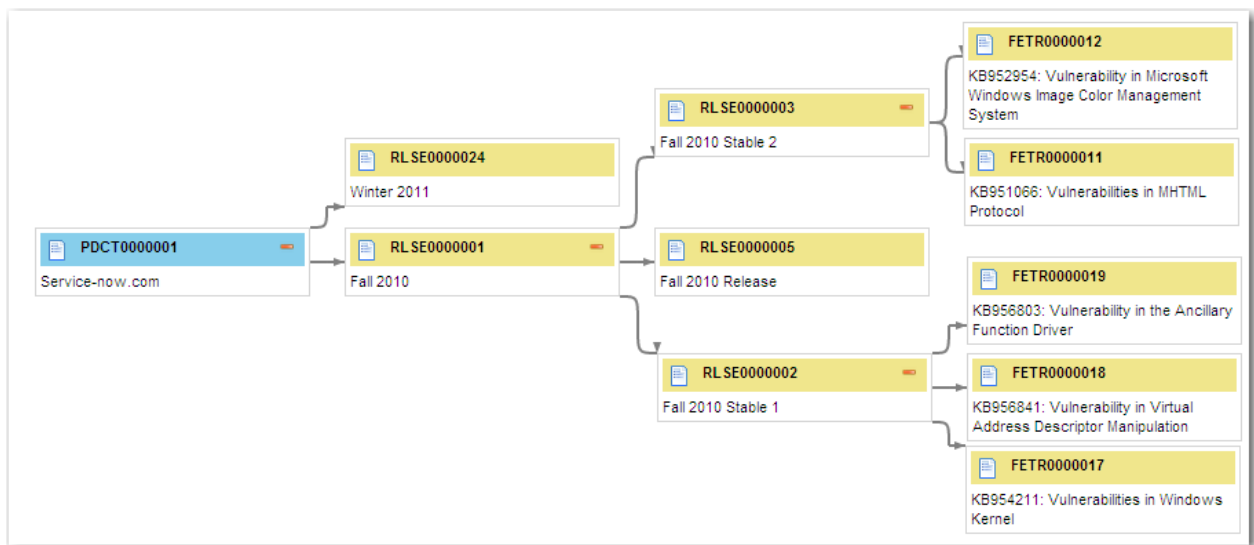 FETR0000012
KB952954: Vulnerability in Microsoft
Windows Image Color Management
System
RLSE0000003
Fall 2010 Stable 2
RLSE0000024
Winter 2011
FETR0000011
KB951066: Vulnerabilities in MHTML
Protocol
PDCT0000001
Service-now.com
RLSE0000001
Fall 2010
RLSE0000005
Fall 2010 Release
FETR0000019
KB956803: Vulnerability in the Ancillary
Function Driver
RLSE0000002
Fall 2010 Stable 1
FETR0000018
KB956841: Vulnerability in Virtual
Address Descriptor Manipulation
FETR0000017
KB954211: Vulnerabilities in Windows
Kernel